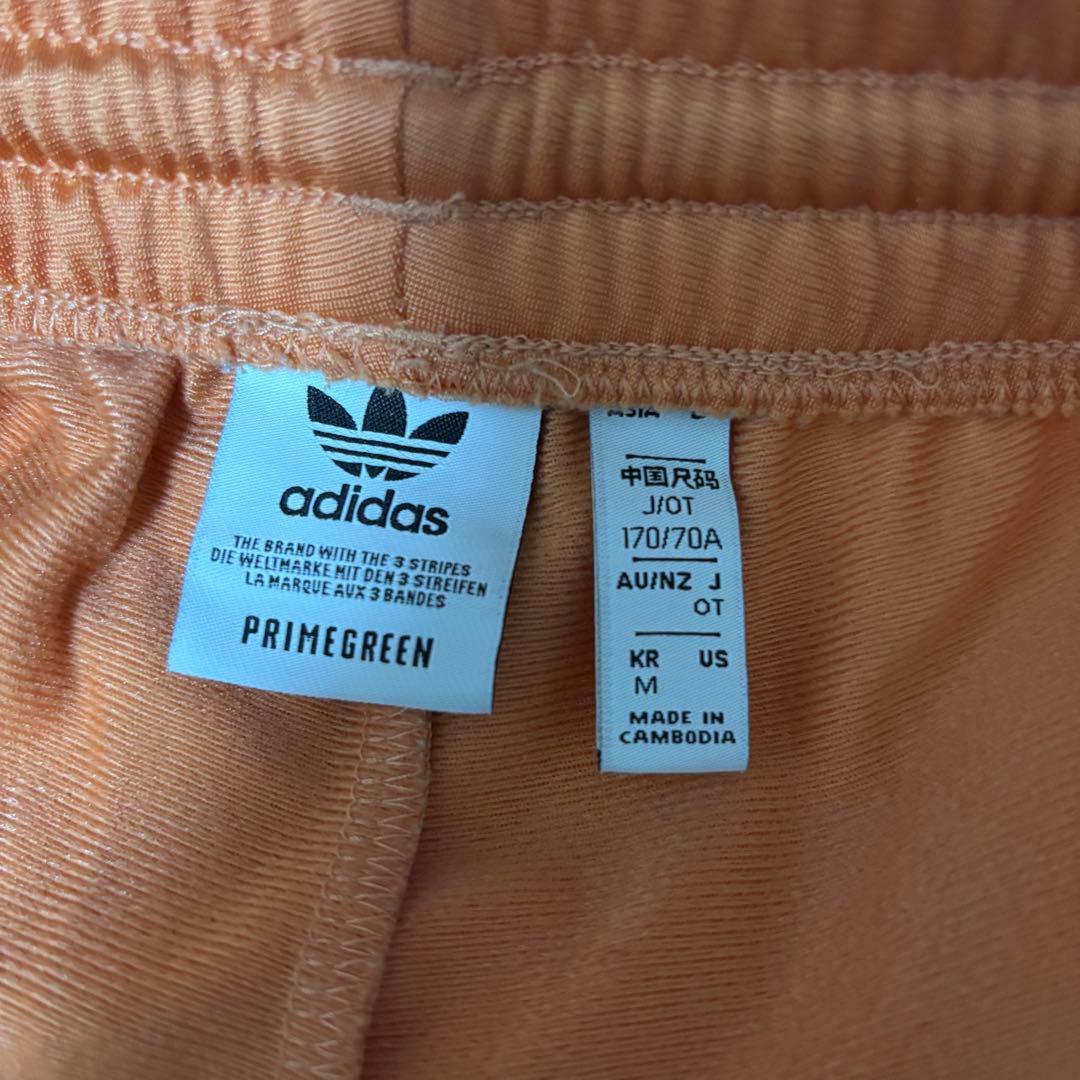 adidas
THE BRAND WITH THE 3 STRIPES
DIE WELTMARKE MIT DEN 3 STREIFEN
LA MARQUE AUX 3 BANDES
PRIMEGREEN
ASIA
中国尺码
J/OT
170/70A
AU/NZ J
OT
KR US
M
MADE IN
CAMBODIA